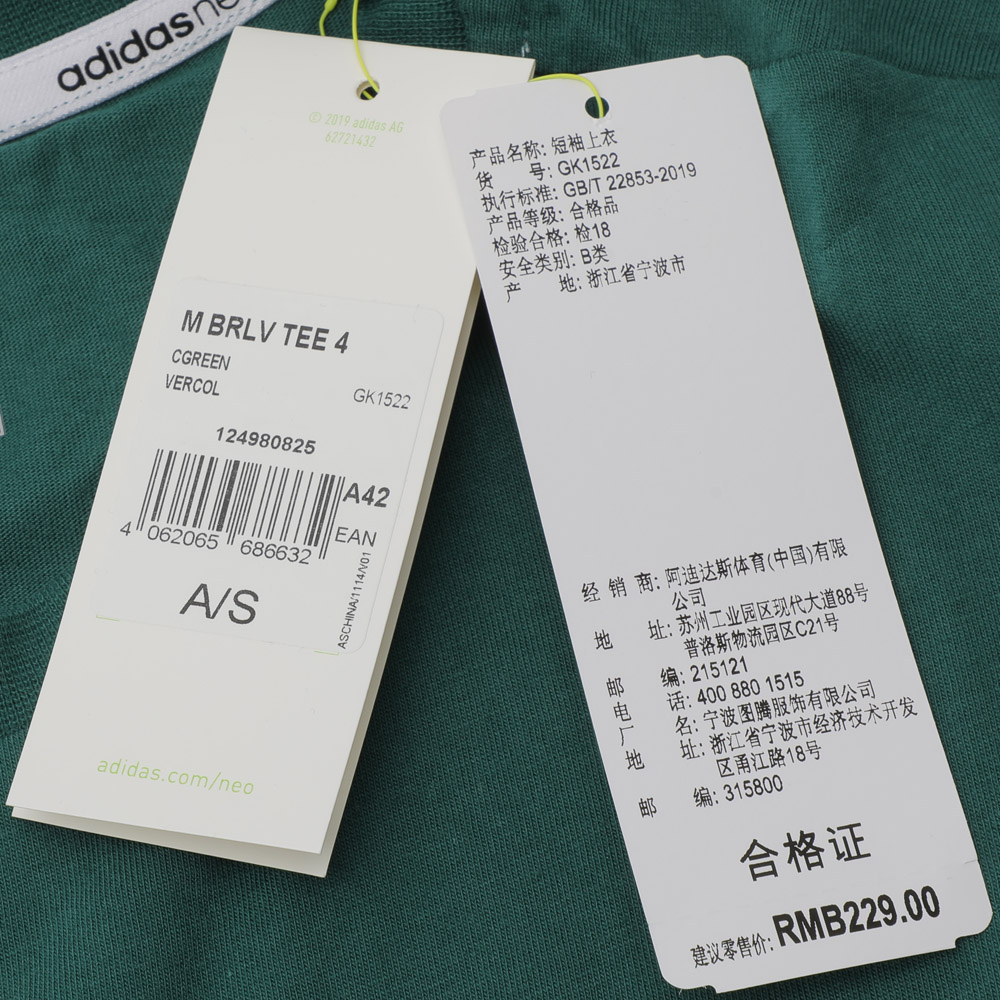 adidas ne
© 2019 adidas AG
62721432
M BRLV TEE 4
CGREEN
VERCOL
GK1522
124980825
A42
4 062065 686632
EAN
ASCHINA/1114/V01
A/S
adidas.com/neo
产品名称: 短袖上衣
货 号: GK1522
执行标准: GB/T 22853-2019
产品等级: 合格品
检验合格: 检18
安全类别: B类
产 地: 浙江省宁波市
经 销 商: 阿迪达斯体育(中国)有限
公司
地 址: 苏州工业园区现代大道88号
普洛斯物流园区C21号
邮 编: 215121
电 话: 400 880 1515
厂 名: 宁波图腾服饰有限公司
地 址: 浙江省宁波市经济技术开发
区甬江路18号
邮 编: 315800
合格证
建议零售价: RMB229.00